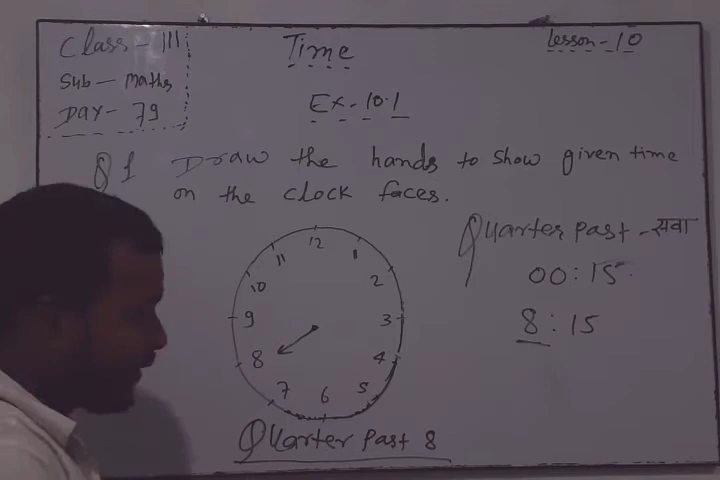 Class - III
Sub - Maths
Day - 79
Time
Lesson - 10
Ex - 10.1
Q1 Draw the hands to show given time
on the clock faces.
Quarter Past - सवा
00:15
8:15
12
11
1
10
2
9
3
8
4
7
5
6
Quarter Past 8